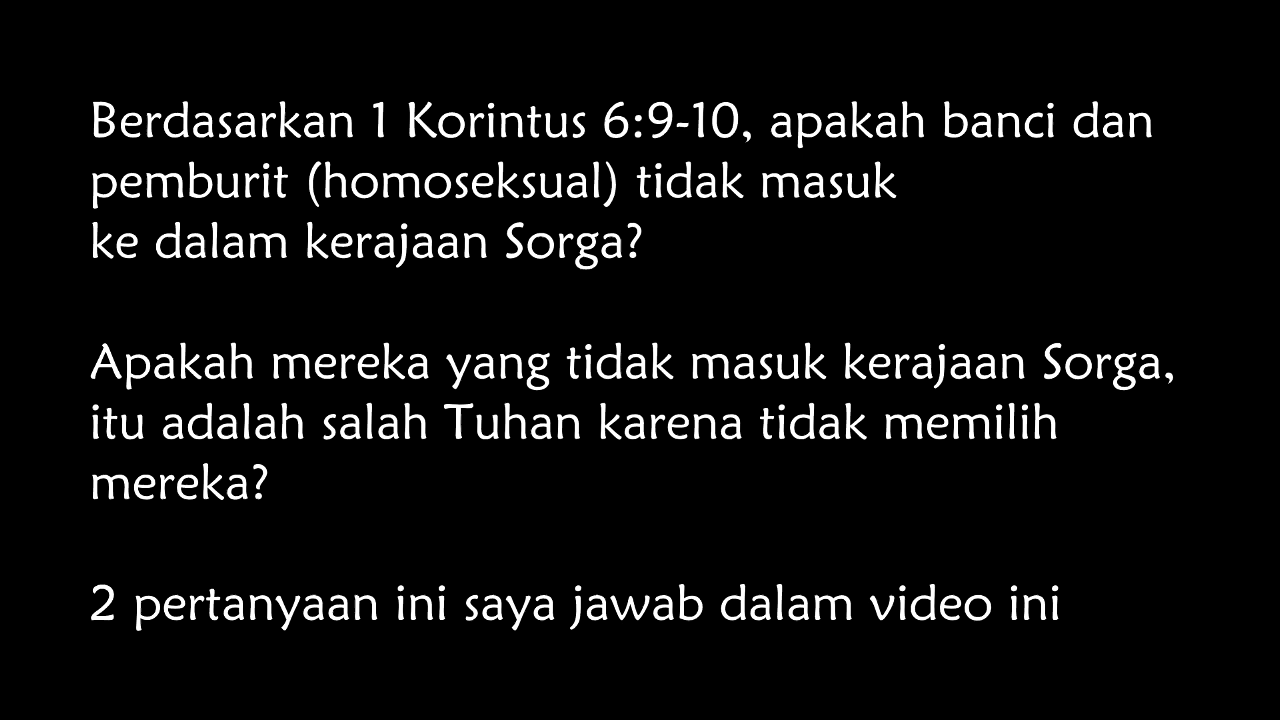 Berdasarkan 1 Korintus 6:9-10, apakah banci dan
pemburit (homoseksual) tidak masuk
ke dalam kerajaan Sorga?
Apakah mereka yang tidak masuk kerajaan Sorga,
itu adalah salah Tuhan karena tidak memilih
mereka?
2 pertanyaan ini saya jawab dalam video ini